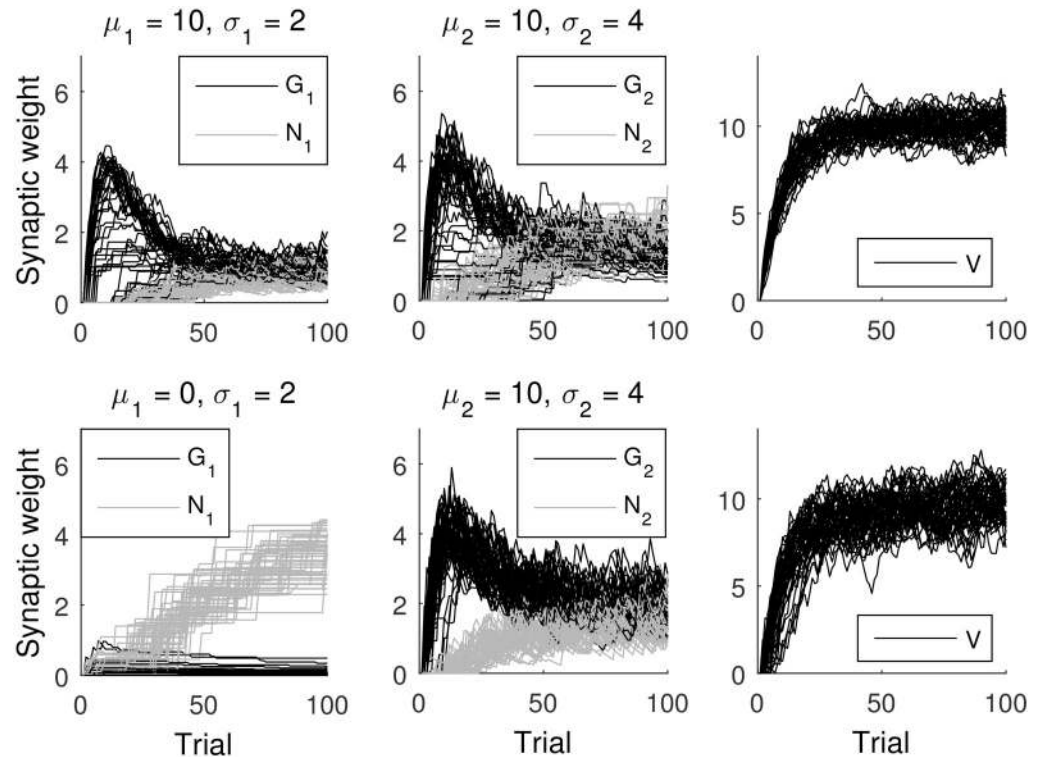 μ₁ = 10, σ₁ = 2
μ₂ = 10, σ₂ = 4
Synaptic weight
6
4
2
0
G₁
N₁
0
50
100
6
4
2
0
G₂
N₂
0
50
100
10
5
0
V
0
50
100
μ₁ = 0, σ₁ = 2
μ₂ = 10, σ₂ = 4
Synaptic weight
6
4
2
0
G₁
N₁
0
50
100
Trial
6
4
2
0
G₂
N₂
0
50
100
Trial
10
5
0
V
0
50
100
Trial